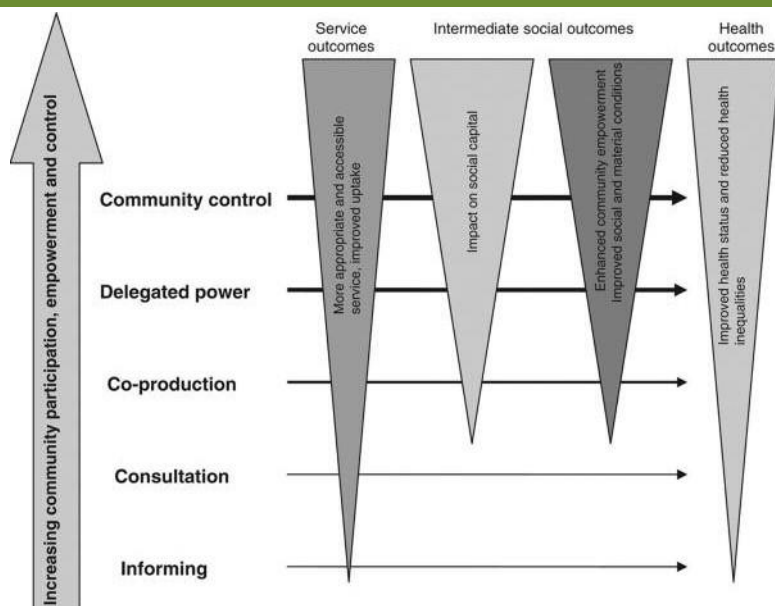 Service
outcomes
Intermediate social outcomes
Health
outcomes
Increasing community participation, empowerment and control
Community control
Delegated power
Co-production
Consultation
Informing
More appropriate and accessible
service, improved uptake
Impact on social capital
Enhanced community empowerment
Improved social and material conditions
Improved health status and reduced health
inequalities